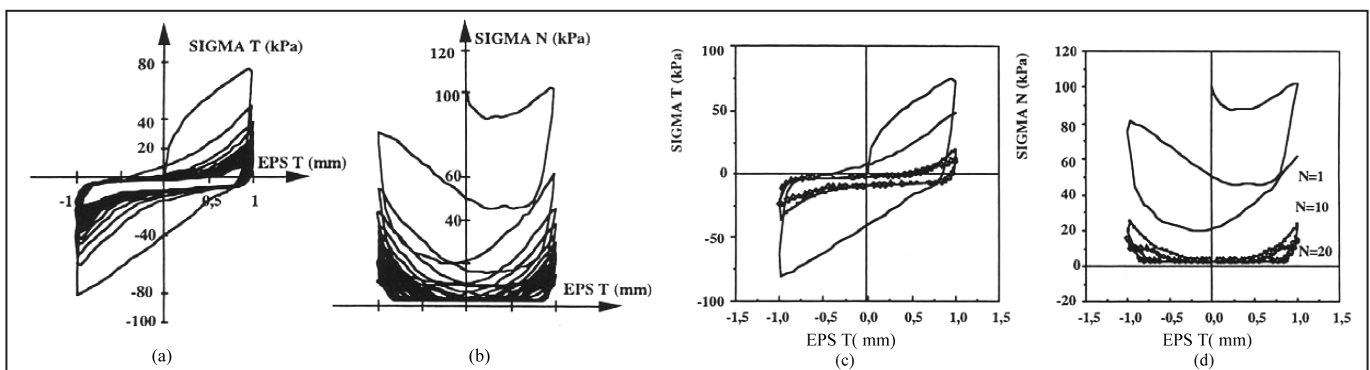 SIGMA T (kPa)
80
40
20
EPS T (mm)
-1
0,5
1
-40
-80
-100
(a)
SIGMA N (kPa)
120
100
80
60
40
EPS T (mm)
(b)
SIGMA T (kPa)
100
50
0
-50
-100
-1,5
-1,0
-0,5
0,0
0,5
1,0
1,5
EPS T( mm)
(c)
SIGMA N (kPa)
120
100
80
60
40
20
0
-20
N=1
N=10
N=20
-1,5
-1,0
-0,5
0,0
0,5
1,0
1,5
EPS T( mm)
(d)